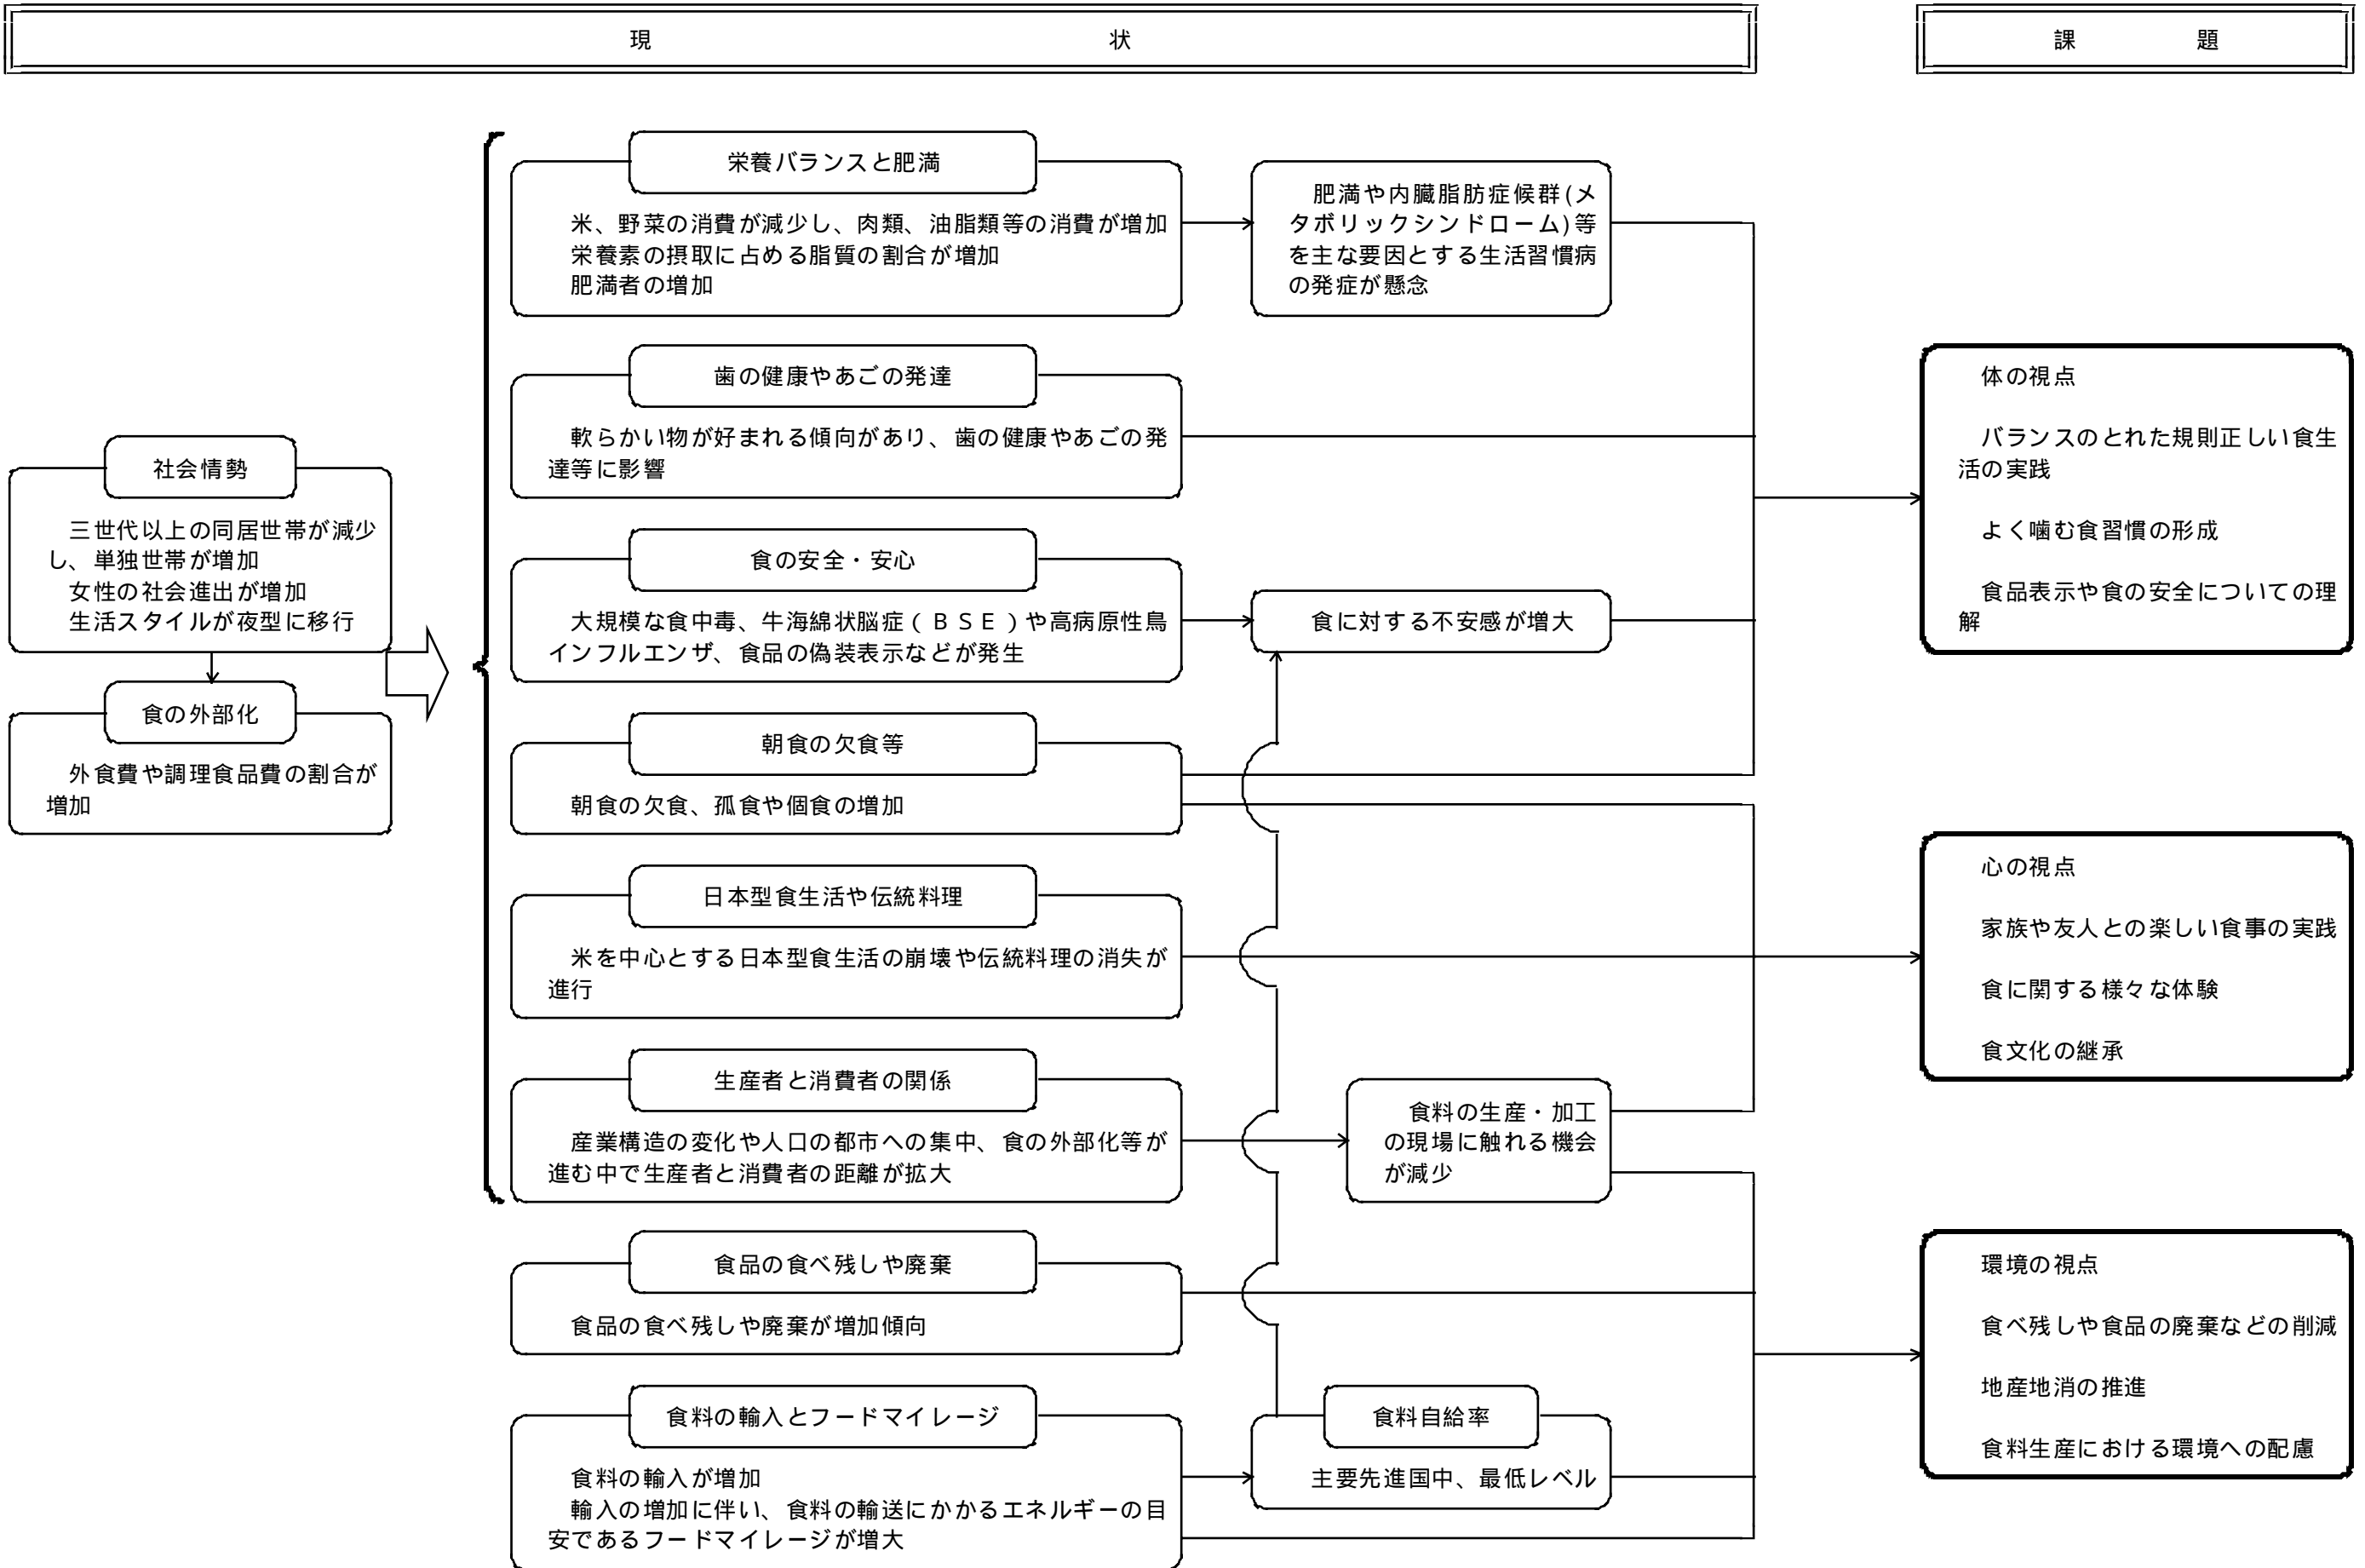 現　状
課　題
社会情勢
三世代以上の同居世帯が減少
し、単独世帯が増加
女性の社会進出が増加
生活スタイルが夜型に移行
食の外部化
外食費や調理食品費の割合が
増加
栄養バランスと肥満
米、野菜の消費が減少し、肉類、油脂類等の消費が増加
栄養素の摂取に占める脂質の割合が増加
肥満者の増加
肥満や内臓脂肪症候群(メ
タボリックシンドローム)等
を主な要因とする生活習慣病
の発症が懸念
歯の健康やあごの発達
軟らかい物が好まれる傾向があり、歯の健康やあごの発
達等に影響
食の安全・安心
大規模な食中毒、牛海綿状脳症（ＢＳＥ）や高病原性鳥
インフルエンザ、食品の偽装表示などが発生
食に対する不安感が増大
朝食の欠食等
朝食の欠食、孤食や個食の増加
日本型食生活や伝統料理
米を中心とする日本型食生活の崩壊や伝統料理の消失が
進行
生産者と消費者の関係
産業構造の変化や人口の都市への集中、食の外部化等が
進む中で生産者と消費者の距離が拡大
食料の生産・加工
の現場に触れる機会
が減少
食品の食べ残しや廃棄
食品の食べ残しや廃棄が増加傾向
食料の輸入とフードマイレージ
食料の輸入が増加
輸入の増加に伴い、食料の輸送にかかるエネルギーの目
安であるフードマイレージが増大
食料自給率
主要先進国中、最低レベル
体の視点
バランスのとれた規則正しい食生
活の実践
よく噛む食習慣の形成
食品表示や食の安全についての理
解
心の視点
家族や友人との楽しい食事の実践
食に関する様々な体験
食文化の継承
環境の視点
食べ残しや食品の廃棄などの削減
地産地消の推進
食料生産における環境への配慮